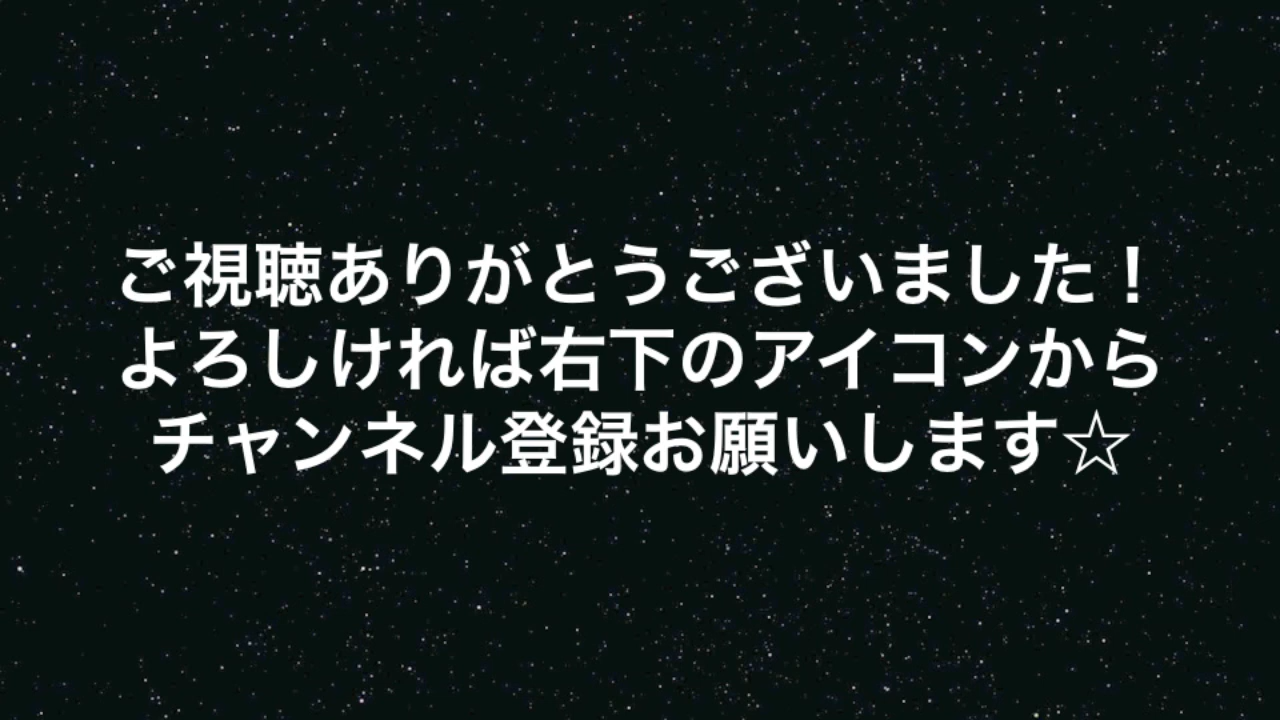 ご視聴ありがとうございました！
よろしければ右下のアイコンから
チャンネル登録お願いします☆